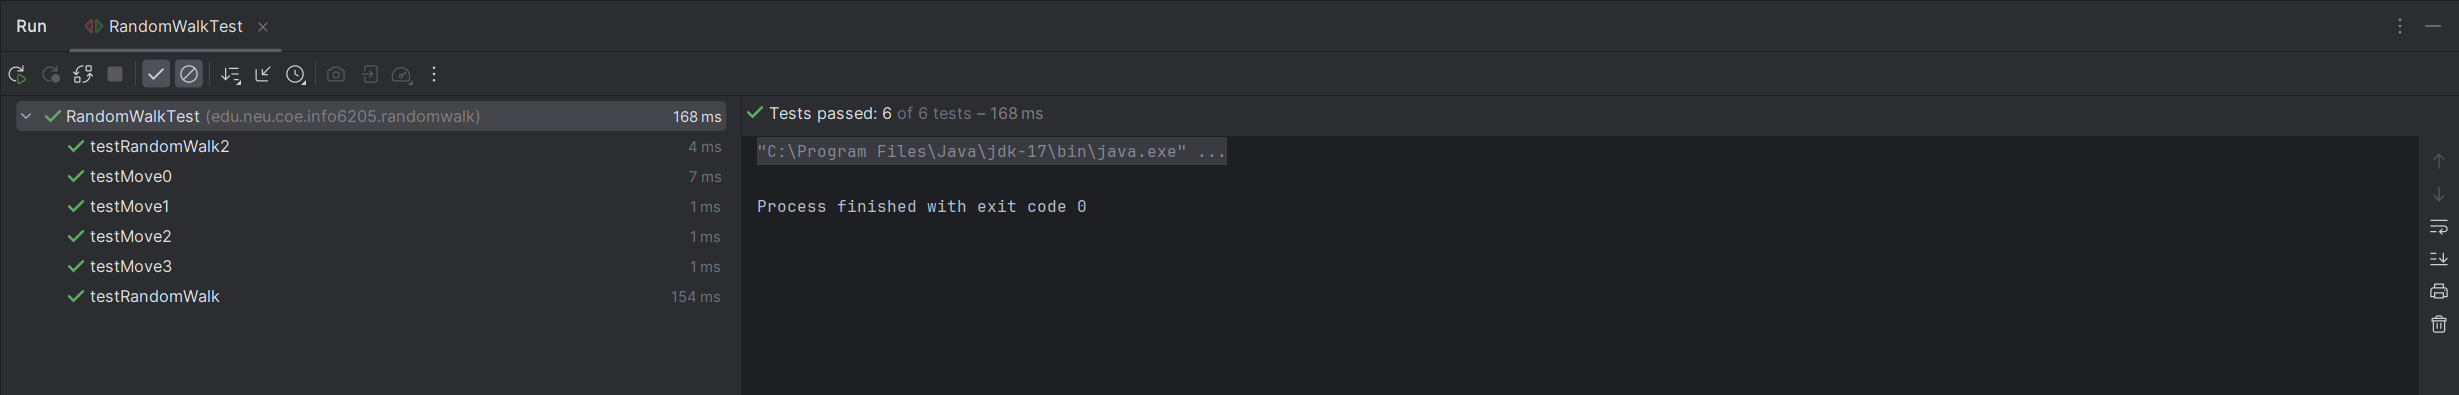 Run RandomWalkTest
RandomWalkTest (edu.neu.coe.info6205.randomwalk) 168 ms
testRandomWalk2 4 ms
testMove0 7 ms
testMove1 1 ms
testMove2 1 ms
testMove3 1 ms
testRandomWalk 154 ms
Tests passed: 6 of 6 tests – 168 ms
"C:\Program Files\Java\jdk-17\bin\java.exe" ...
Process finished with exit code 0